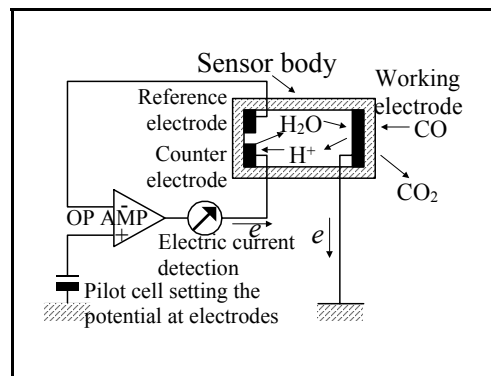 Sensor body
Reference
electrode
Working
electrode
H₂O
CO
Counter
electrode
H⁺
CO₂
OP AMP
-
+
e
e
Electric current
detection
Pilot cell setting the
potential at electrodes